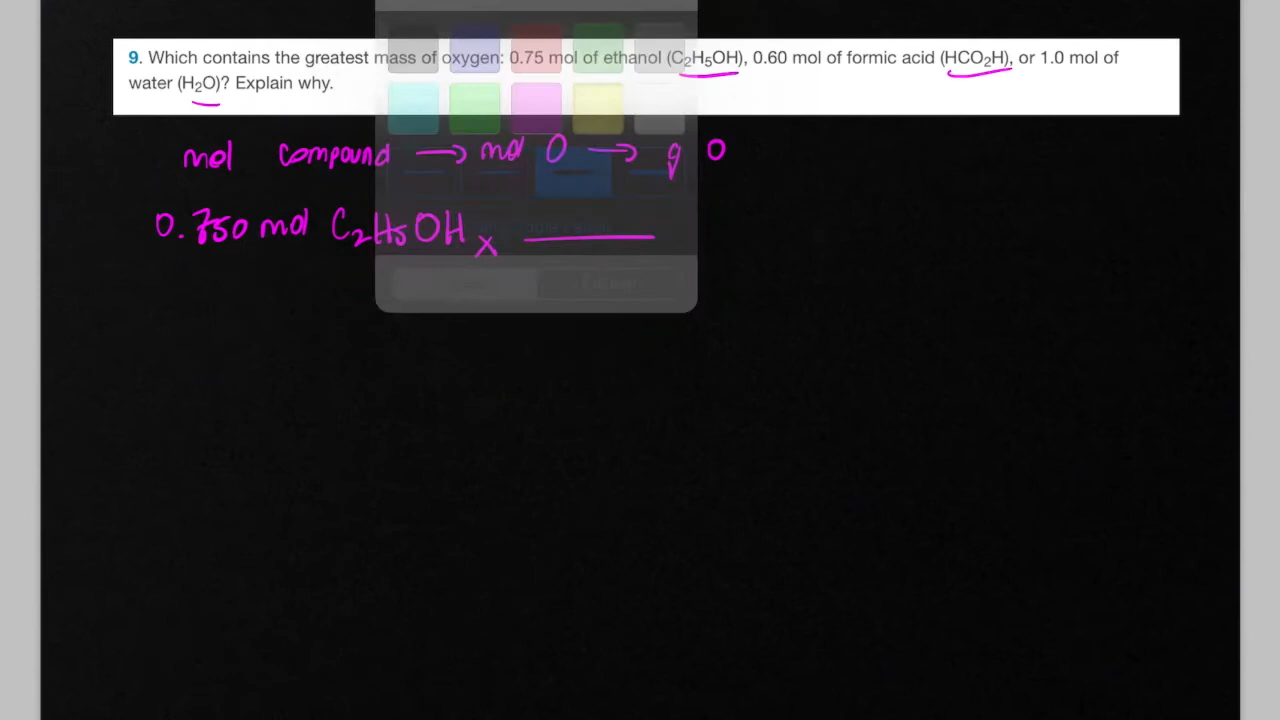 9. Which contains the greatest mass of oxygen: 0.75 mol of ethanol (C₂H₅OH), 0.60 mol of formic acid (HCO₂H), or 1.0 mol of
water (H₂O)? Explain why.
mol compound → mol O → g O
0.750 mol C₂H₅OH x